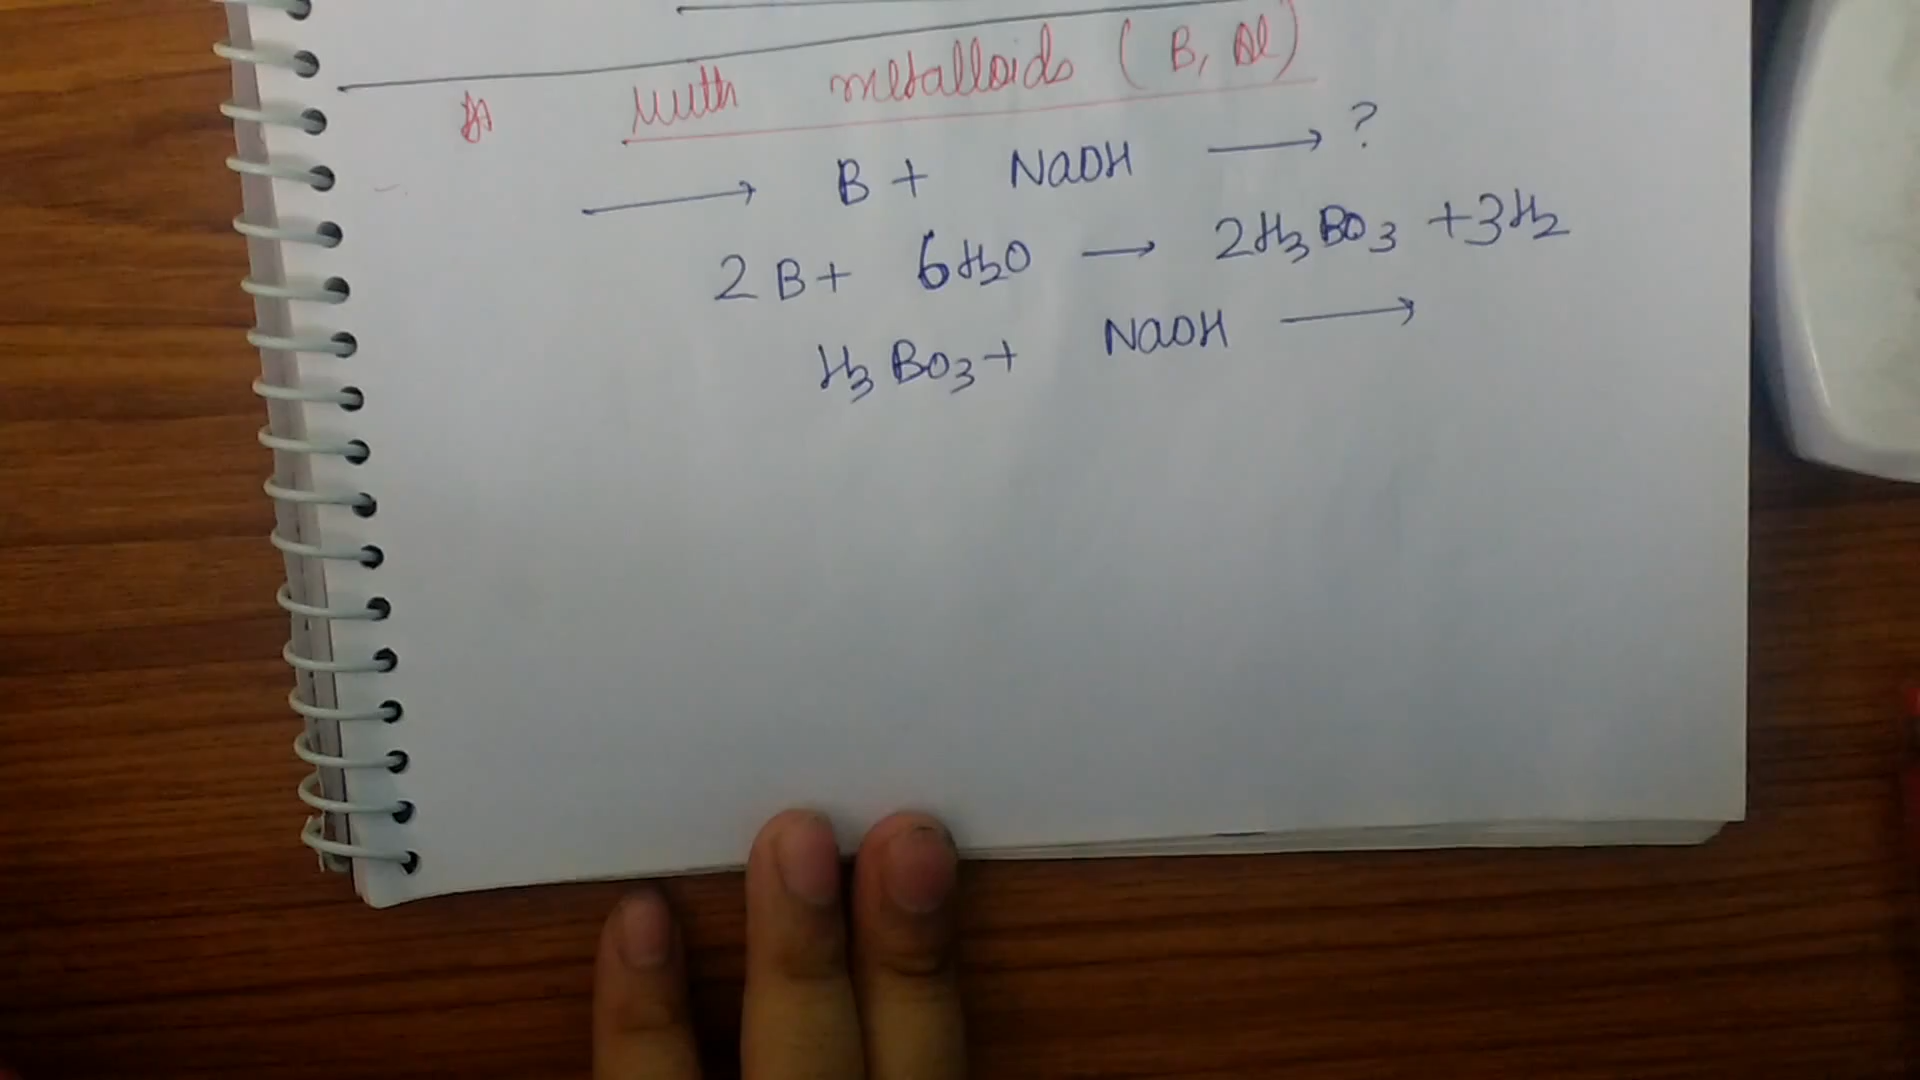 With metalloids (B, Al)
→ B + NaOH → ?
2B + 6H₂O → 2H₃BO₃ + 3H₂
H₃BO₃ + NaOH →